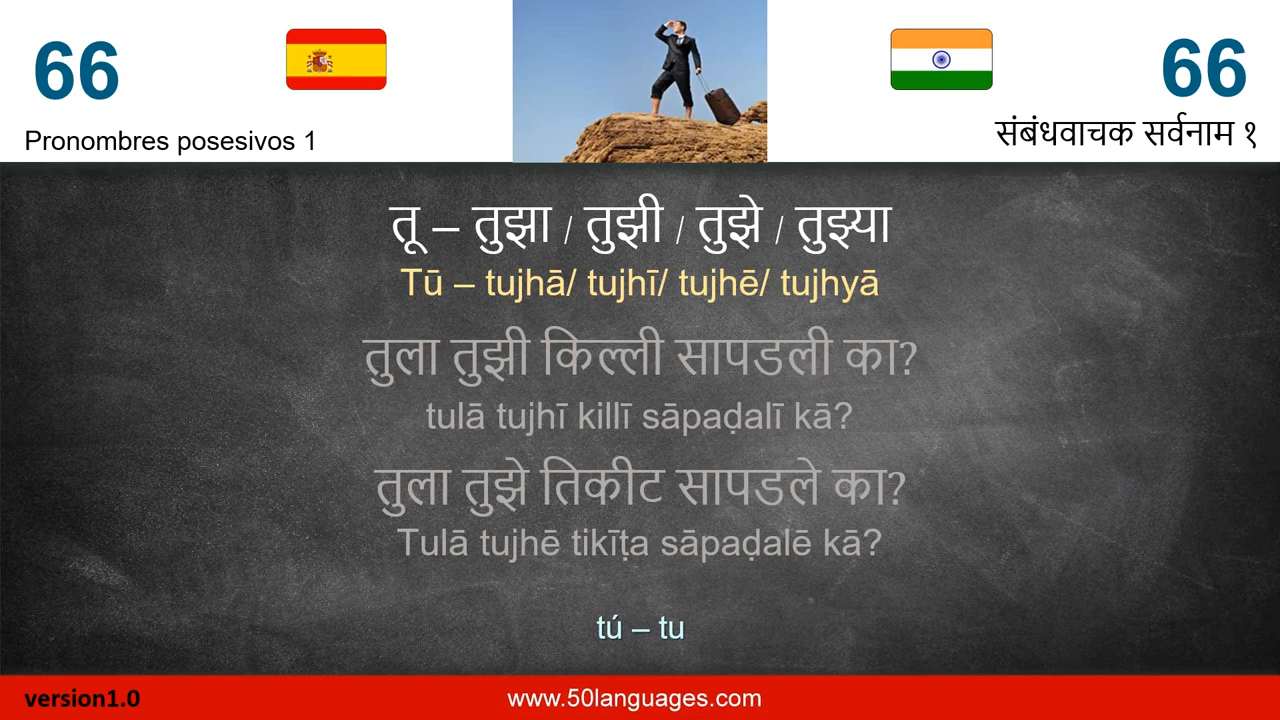 66
66
Pronombres posesivos 1
संबंधवाचक सर्वनाम १
तू – तुझा / तुझी / तुझे / तुझ्या
Tū – tujhā/ tujhī/ tujhē/ tujhyā
तुला तुझी किल्ली सापडली का?
tulā tujhī killī sāpaḍalī kā?
तुला तुझे तिकीट सापडले का?
Tulā tujhē tikīṭa sāpaḍalē kā?
tú – tu
version1.0
www.50languages.com